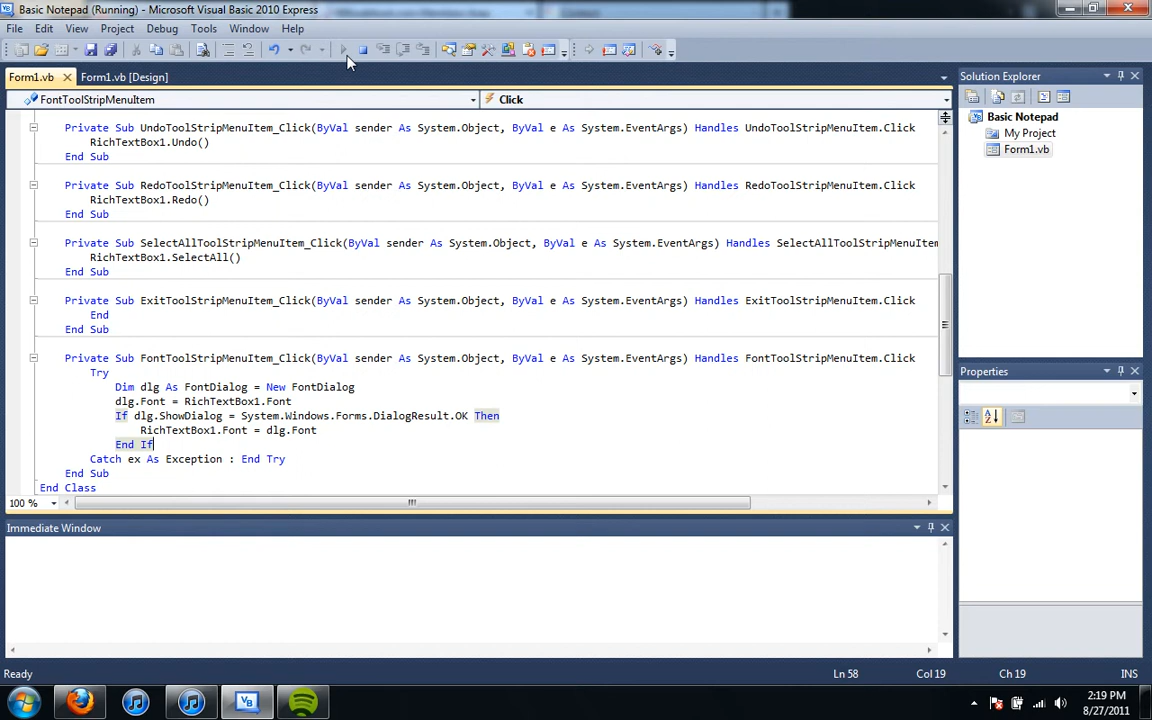 Basic Notepad (Running) - Microsoft Visual Basic 2010 Express
File Edit View Project Debug Tools Window Help
Form1.vb Form1.vb [Design]
FontToolStripMenuItem Click
Private Sub UndoToolStripMenuItem_Click(ByVal sender As System.Object, ByVal e As System.EventArgs) Handles UndoToolStripMenuItem.Click
RichTextBox1.Undo()
End Sub
Private Sub RedoToolStripMenuItem_Click(ByVal sender As System.Object, ByVal e As System.EventArgs) Handles RedoToolStripMenuItem.Click
RichTextBox1.Redo()
End Sub
Private Sub SelectAllToolStripMenuItem_Click(ByVal sender As System.Object, ByVal e As System.EventArgs) Handles SelectAllToolStripMenuItem
RichTextBox1.SelectAll()
End Sub
Private Sub ExitToolStripMenuItem_Click(ByVal sender As System.Object, ByVal e As System.EventArgs) Handles ExitToolStripMenuItem.Click
End
End Sub
Private Sub FontToolStripMenuItem_Click(ByVal sender As System.Object, ByVal e As System.EventArgs) Handles FontToolStripMenuItem.Click
Try
Dim dlg As FontDialog = New FontDialog
dlg.Font = RichTextBox1.Font
If dlg.ShowDialog = System.Windows.Forms.DialogResult.OK Then
RichTextBox1.Font = dlg.Font
End If
Catch ex As Exception : End Try
End Sub
End Class
100 %
Immediate Window
Solution Explorer
Basic Notepad
My Project
Form1.vb
Properties
Ready Ln 58 Col 19 Ch 19 INS
2:19 PM
8/27/2011